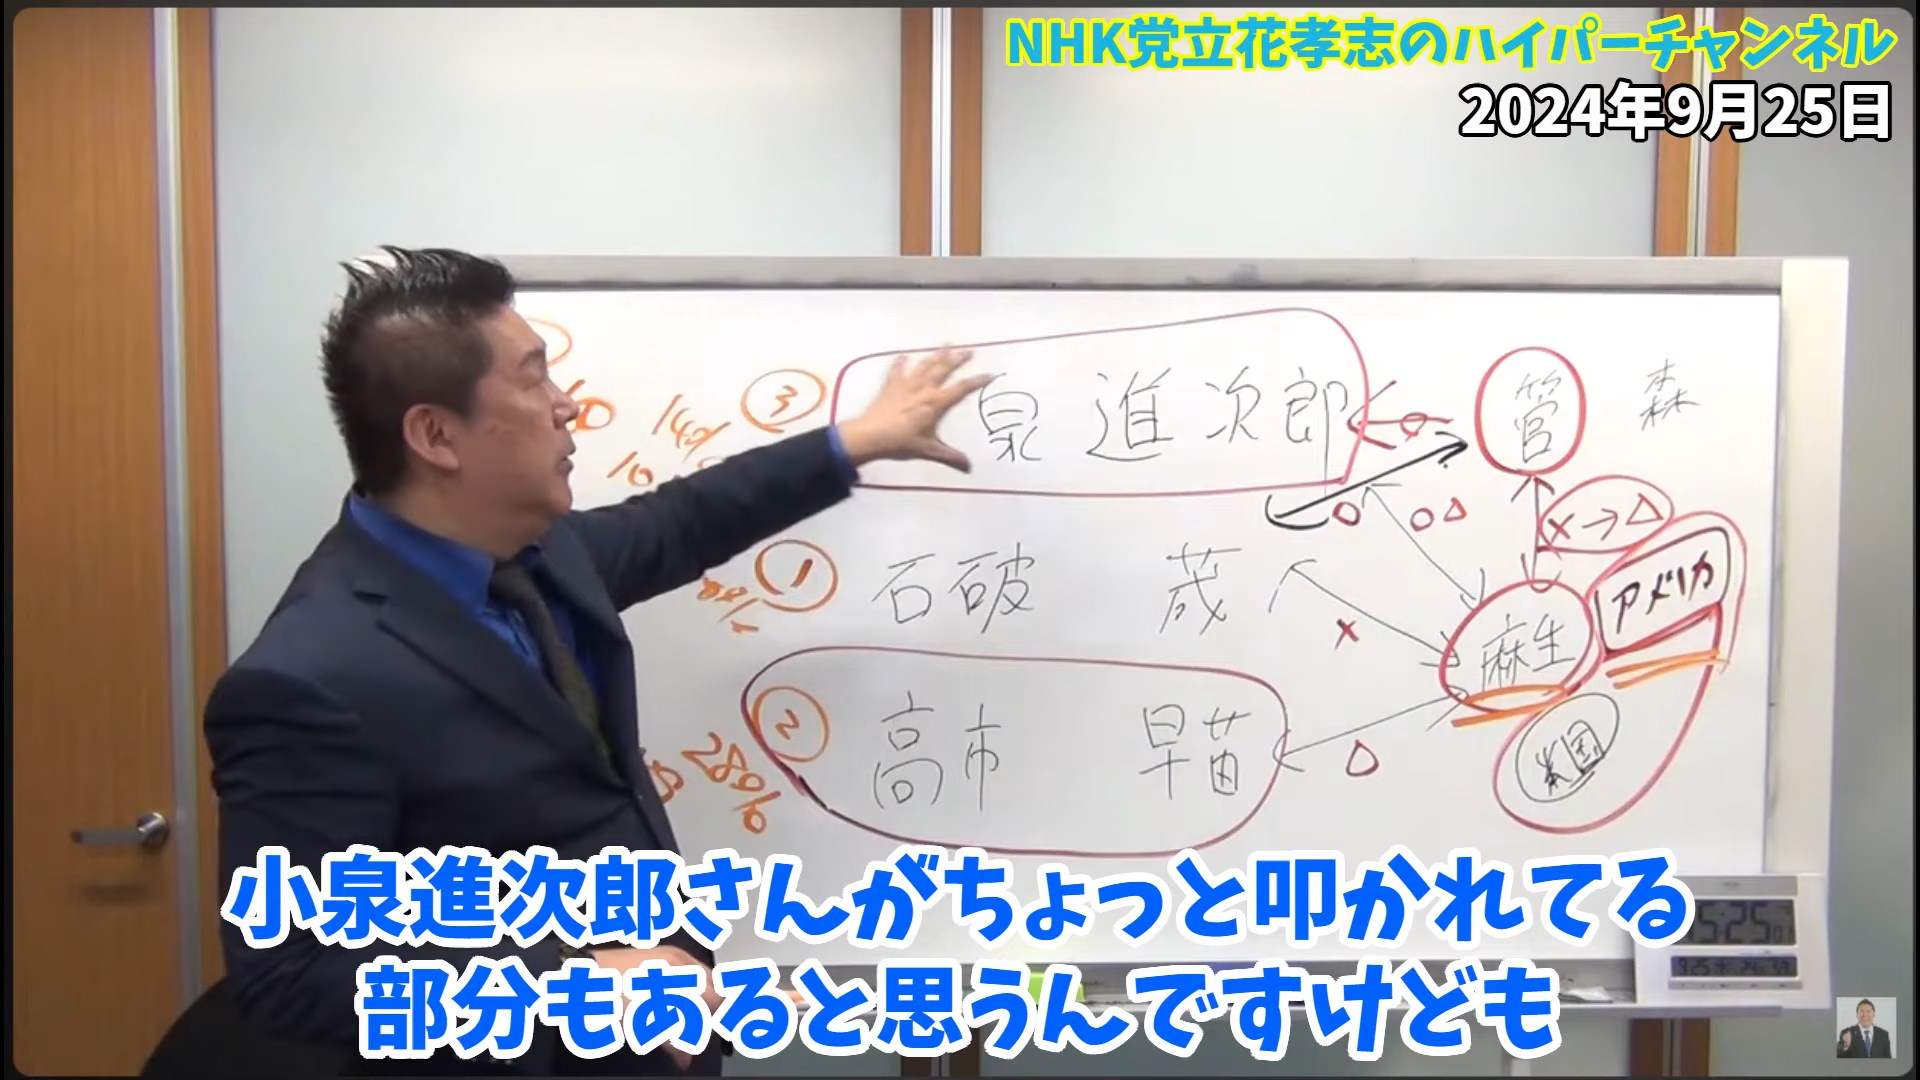 NHK党立花孝志のハイパーチャンネル
2024年9月25日
③
泉 進次郎
管
森
○
○
○△
×→△
アメリカ
①
石破 茂
×
麻生
②
高市 早苗
△
米国
28%
小泉進次郎さんがちょっと叩かれてる
部分もあると思うんですけども